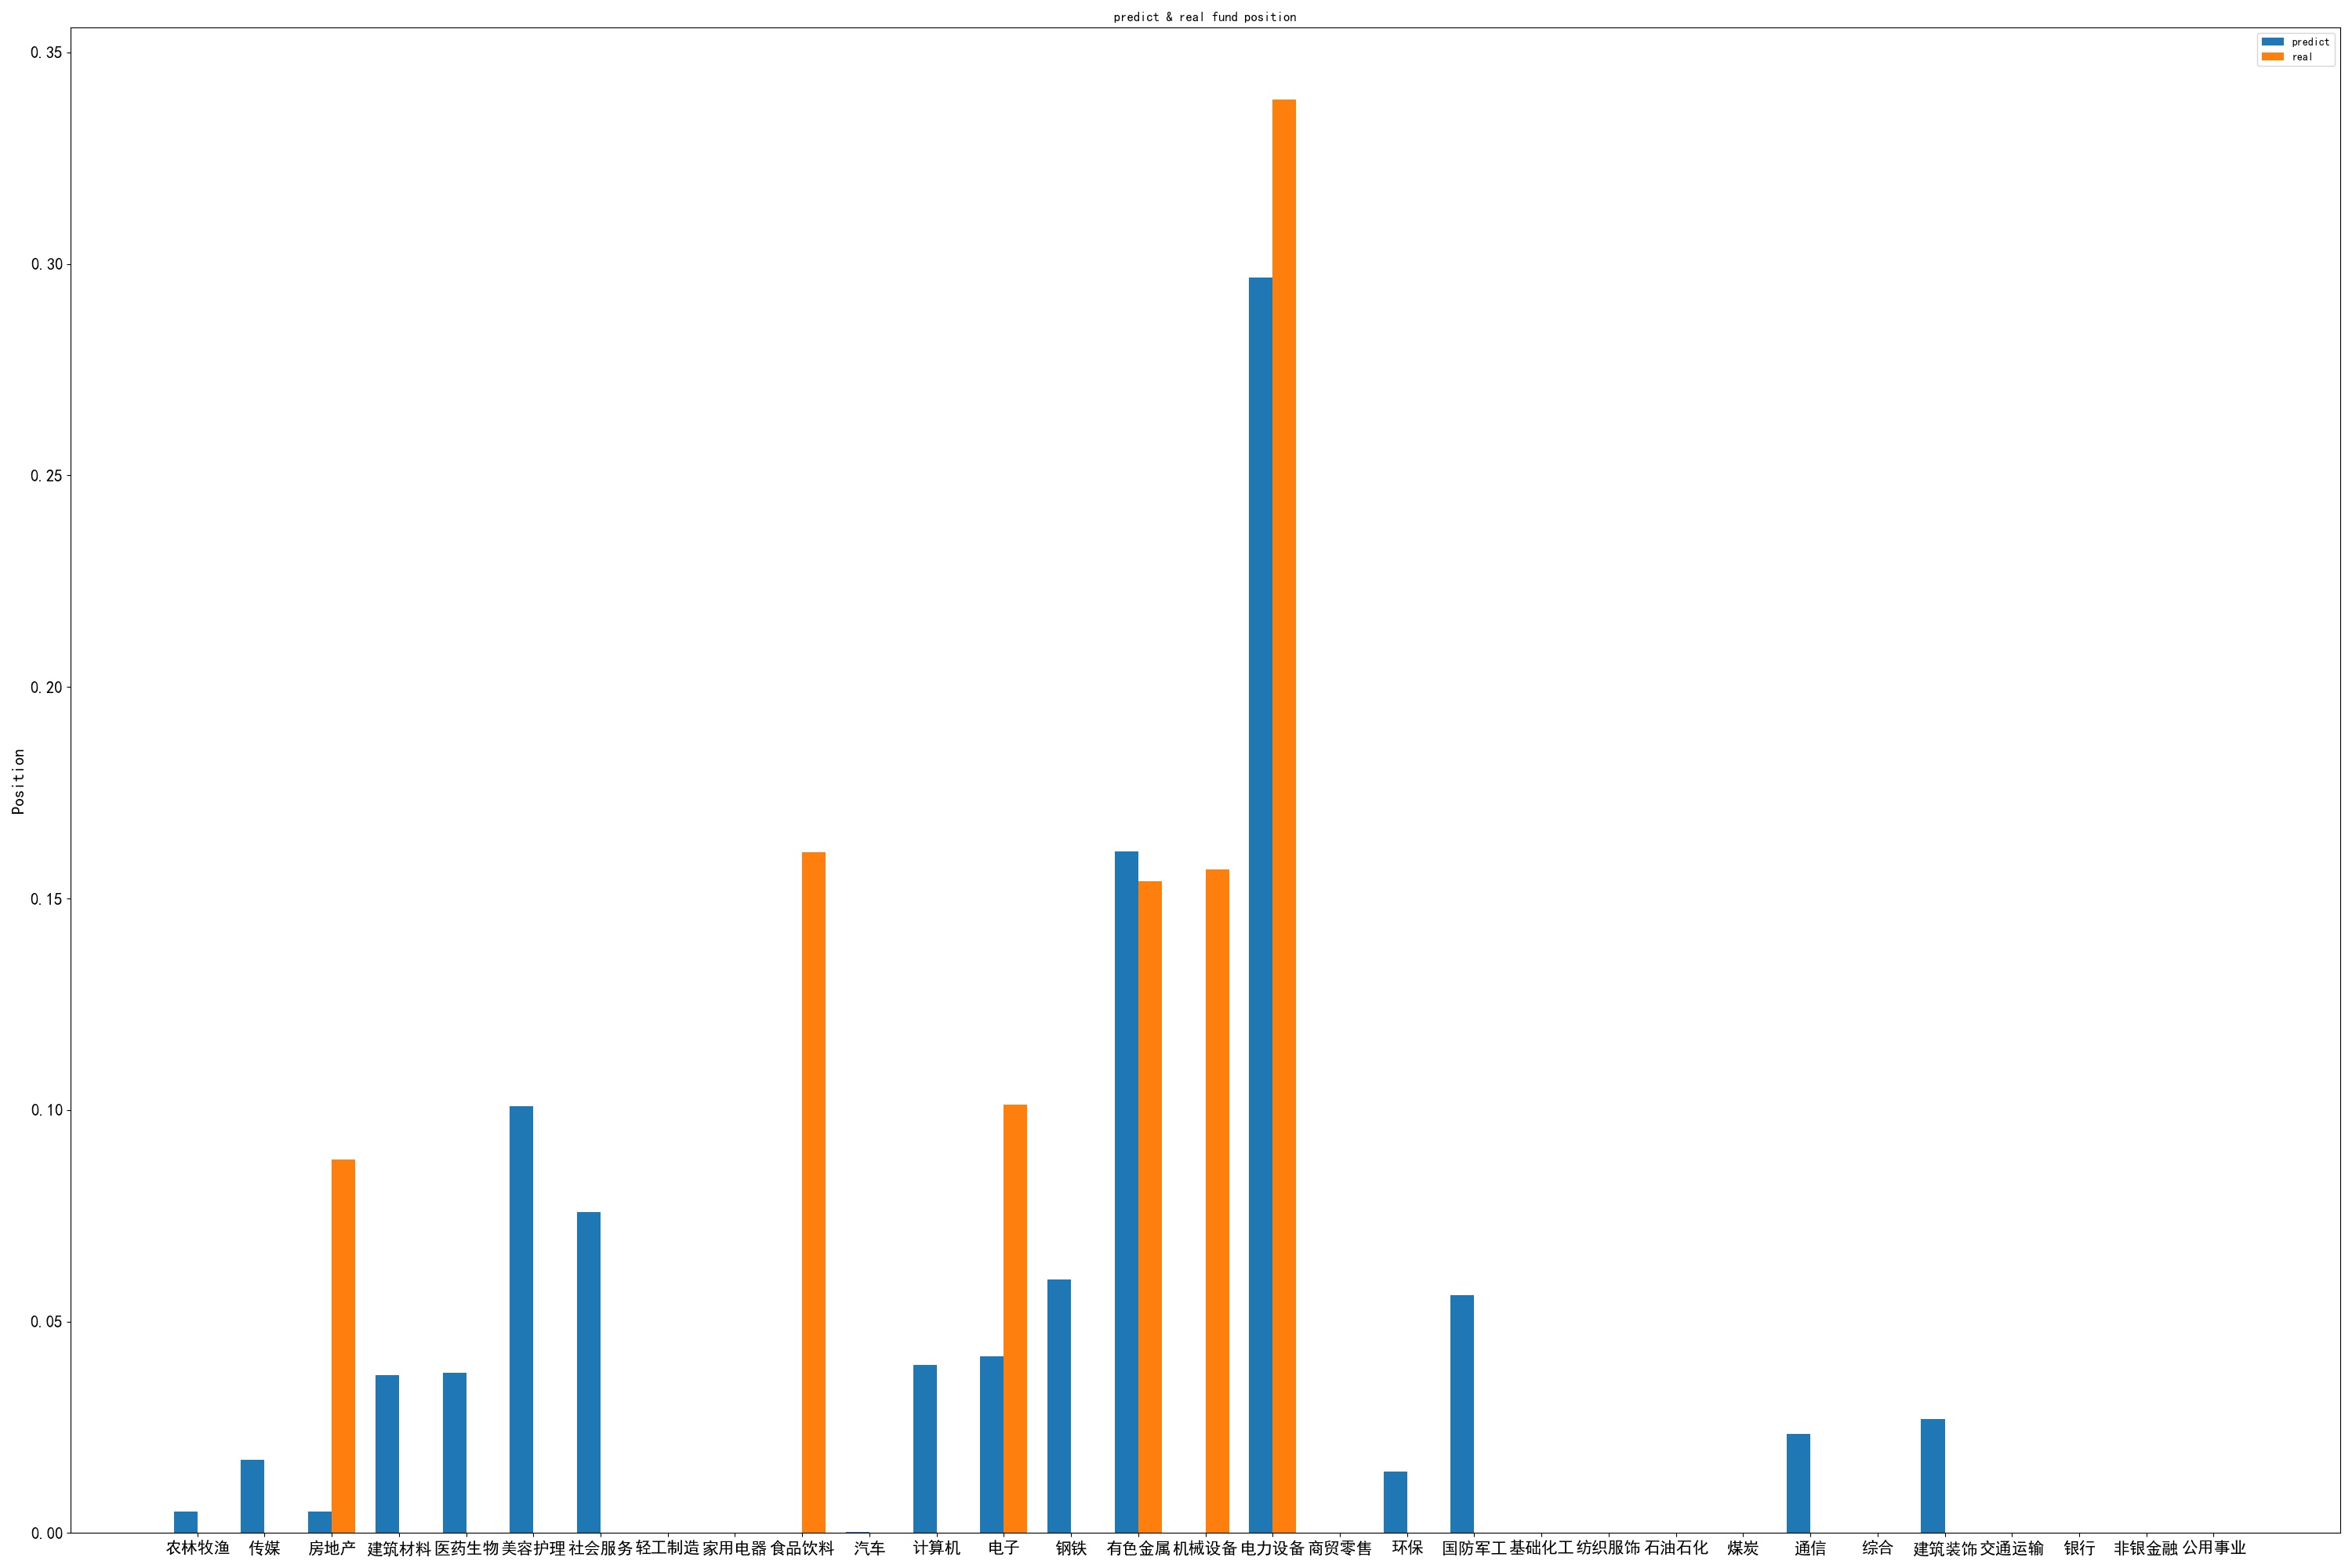 predict & real fund position
predict
real
0.35
0.30
0.25
0.20
0.15
0.10
0.05
0.00
Position
农林牧渔 传媒 房地产 建筑材料 医药生物 美容护理 社会服务 轻工制造 家用电器 食品饮料 汽车 计算机 电子 钢铁 有色金属 机械设备 电力设备 商贸零售 环保 国防军工 基础化工 纺织服饰 石油石化 煤炭 通信 综合 建筑装饰 交通运输 银行 非银金融 公用事业